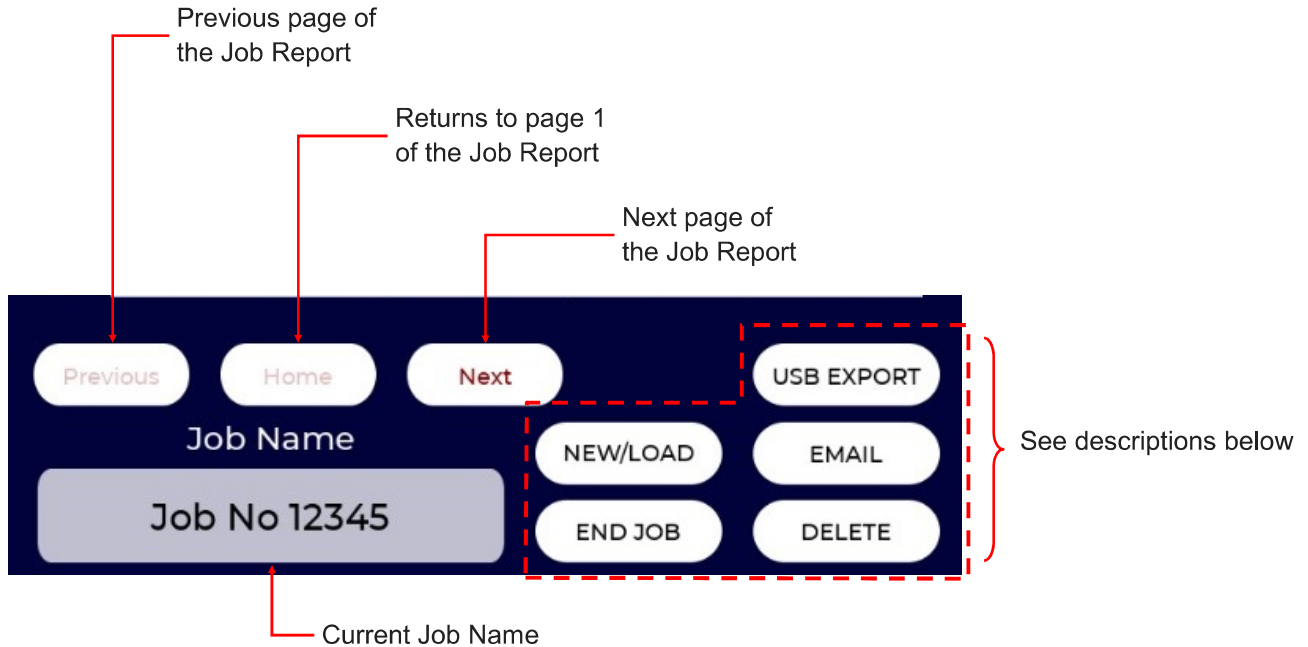 Previous page of
the Job Report
Returns to page 1
of the Job Report
Next page of
the Job Report
Previous
Home
Next
USB EXPORT
Job Name
NEW/LOAD
EMAIL
See descriptions below
Job No 12345
END JOB
DELETE
Current Job Name